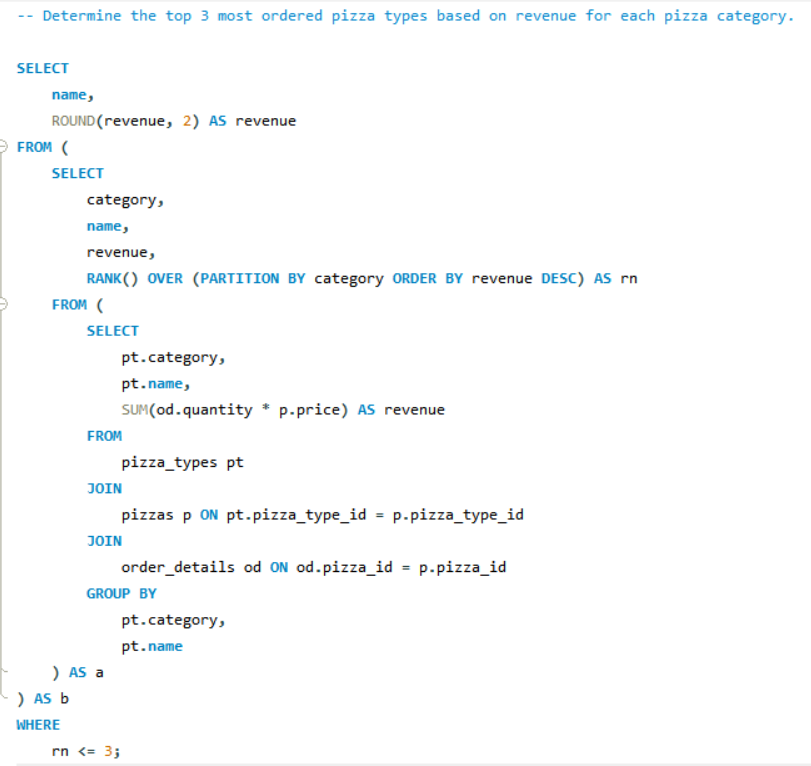 -- Determine the top 3 most ordered pizza types based on revenue for each pizza category.
SELECT
name,
ROUND(revenue, 2) AS revenue
FROM (
SELECT
category,
name,
revenue,
RANK() OVER (PARTITION BY category ORDER BY revenue DESC) AS rn
FROM (
SELECT
pt.category,
pt.name,
SUM(od.quantity * p.price) AS revenue
FROM
pizza_types pt
JOIN
pizzas p ON pt.pizza_type_id = p.pizza_type_id
JOIN
order_details od ON od.pizza_id = p.pizza_id
GROUP BY
pt.category,
pt.name
) AS a
) AS b
WHERE
rn <= 3;